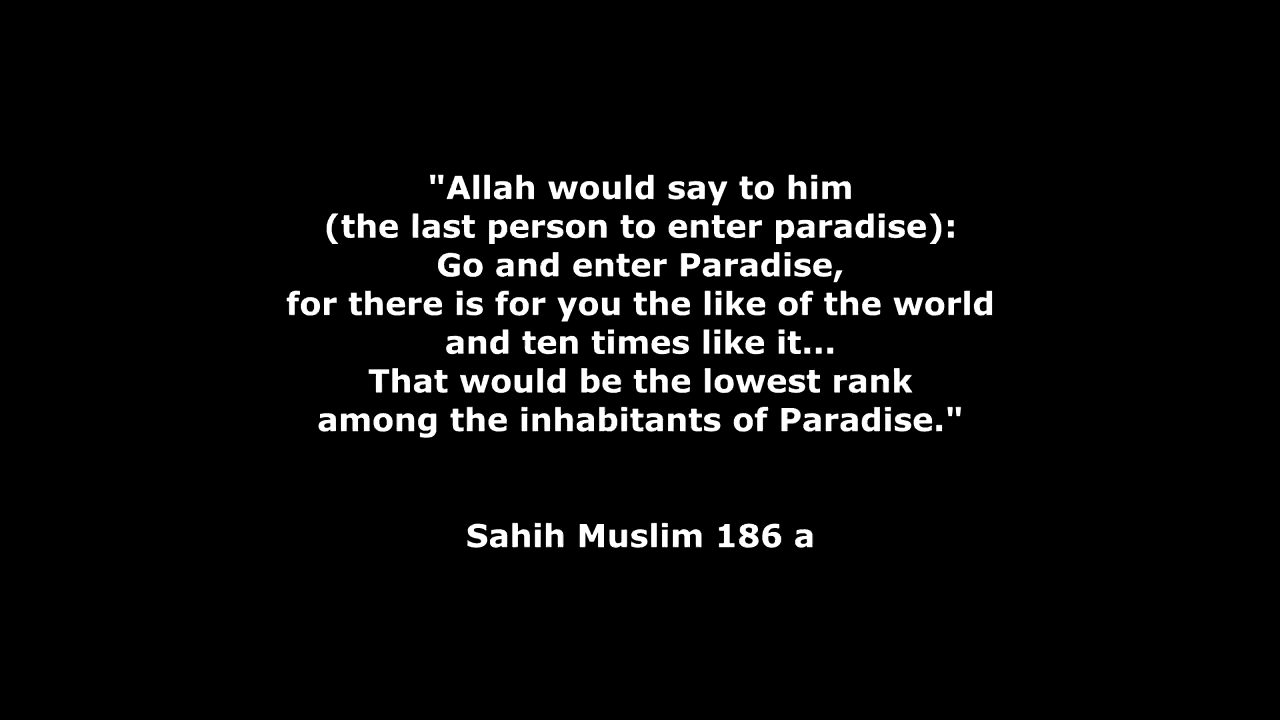 "Allah would say to him
(the last person to enter paradise):
Go and enter Paradise,
for there is for you the like of the world
and ten times like it...
That would be the lowest rank
among the inhabitants of Paradise."
Sahih Muslim 186 a